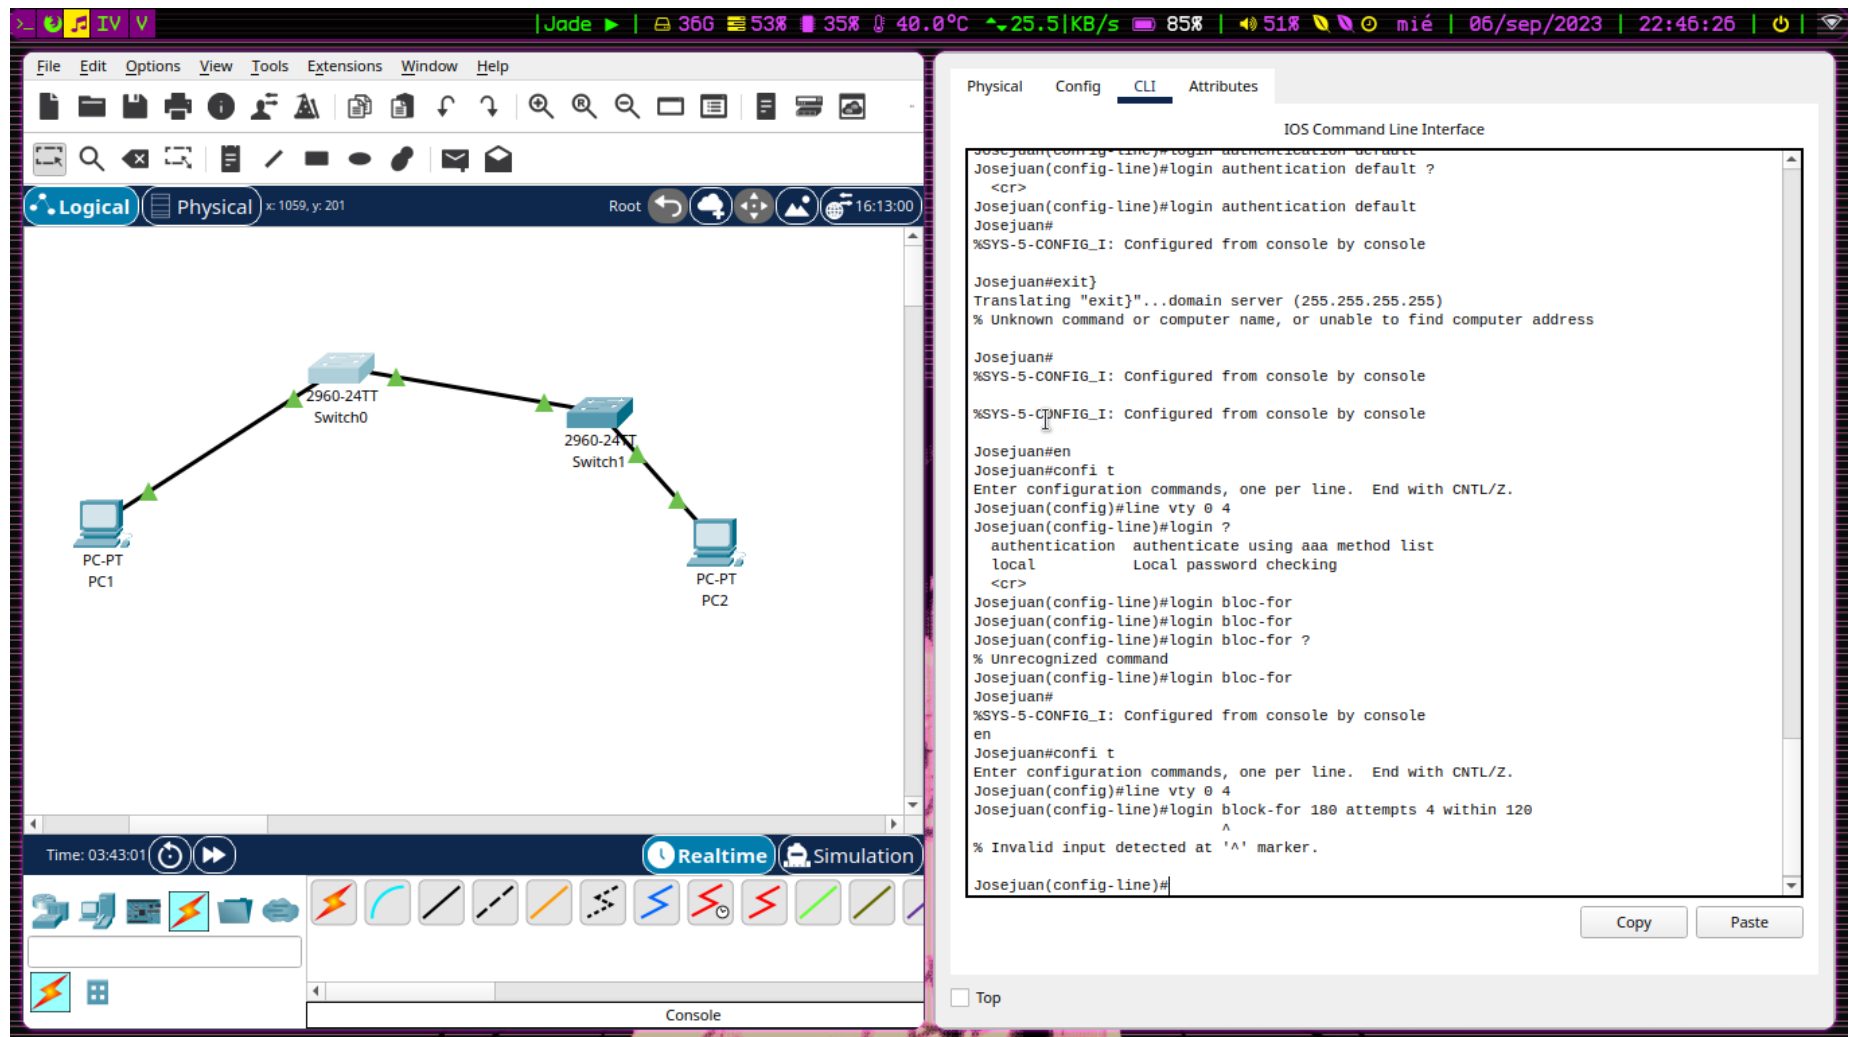 IV V |Jade ▶ | 36G 53% 35% 40.0°C 25.5|KB/s 85% | 51% mié | 06/sep/2023 | 22:46:26 | |
File Edit Options View Tools Extensions Window Help
Logical Physical x: 1059, y: 201 Root 16:13:00
2960-24TT
Switch0
2960-24TT
Switch1
PC-PT
PC1
PC-PT
PC2
Time: 03:43:01 Realtime Simulation
Console
Physical Config CLI Attributes
IOS Command Line Interface
Josejuan(config-line)#login authentication default
Josejuan(config-line)#login authentication default ?
<cr>
Josejuan(config-line)#login authentication default
Josejuan#
%SYS-5-CONFIG_I: Configured from console by console
Josejuan#exit}
Translating "exit}"...domain server (255.255.255.255)
% Unknown command or computer name, or unable to find computer address
Josejuan#
%SYS-5-CONFIG_I: Configured from console by console
%SYS-5-CONFIG_I: Configured from console by console
Josejuan#en
Josejuan#confi t
Enter configuration commands, one per line. End with CNTL/Z.
Josejuan(config)#line vty 0 4
Josejuan(config-line)#login ?
authentication authenticate using aaa method list
local Local password checking
<cr>
Josejuan(config-line)#login bloc-for
Josejuan(config-line)#login bloc-for
Josejuan(config-line)#login bloc-for ?
% Unrecognized command
Josejuan(config-line)#login bloc-for
Josejuan#
%SYS-5-CONFIG_I: Configured from console by console
en
Josejuan#confi t
Enter configuration commands, one per line. End with CNTL/Z.
Josejuan(config)#line vty 0 4
Josejuan(config-line)#login block-for 180 attempts 4 within 120
^
% Invalid input detected at '^' marker.
Josejuan(config-line)#
Copy Paste
Top